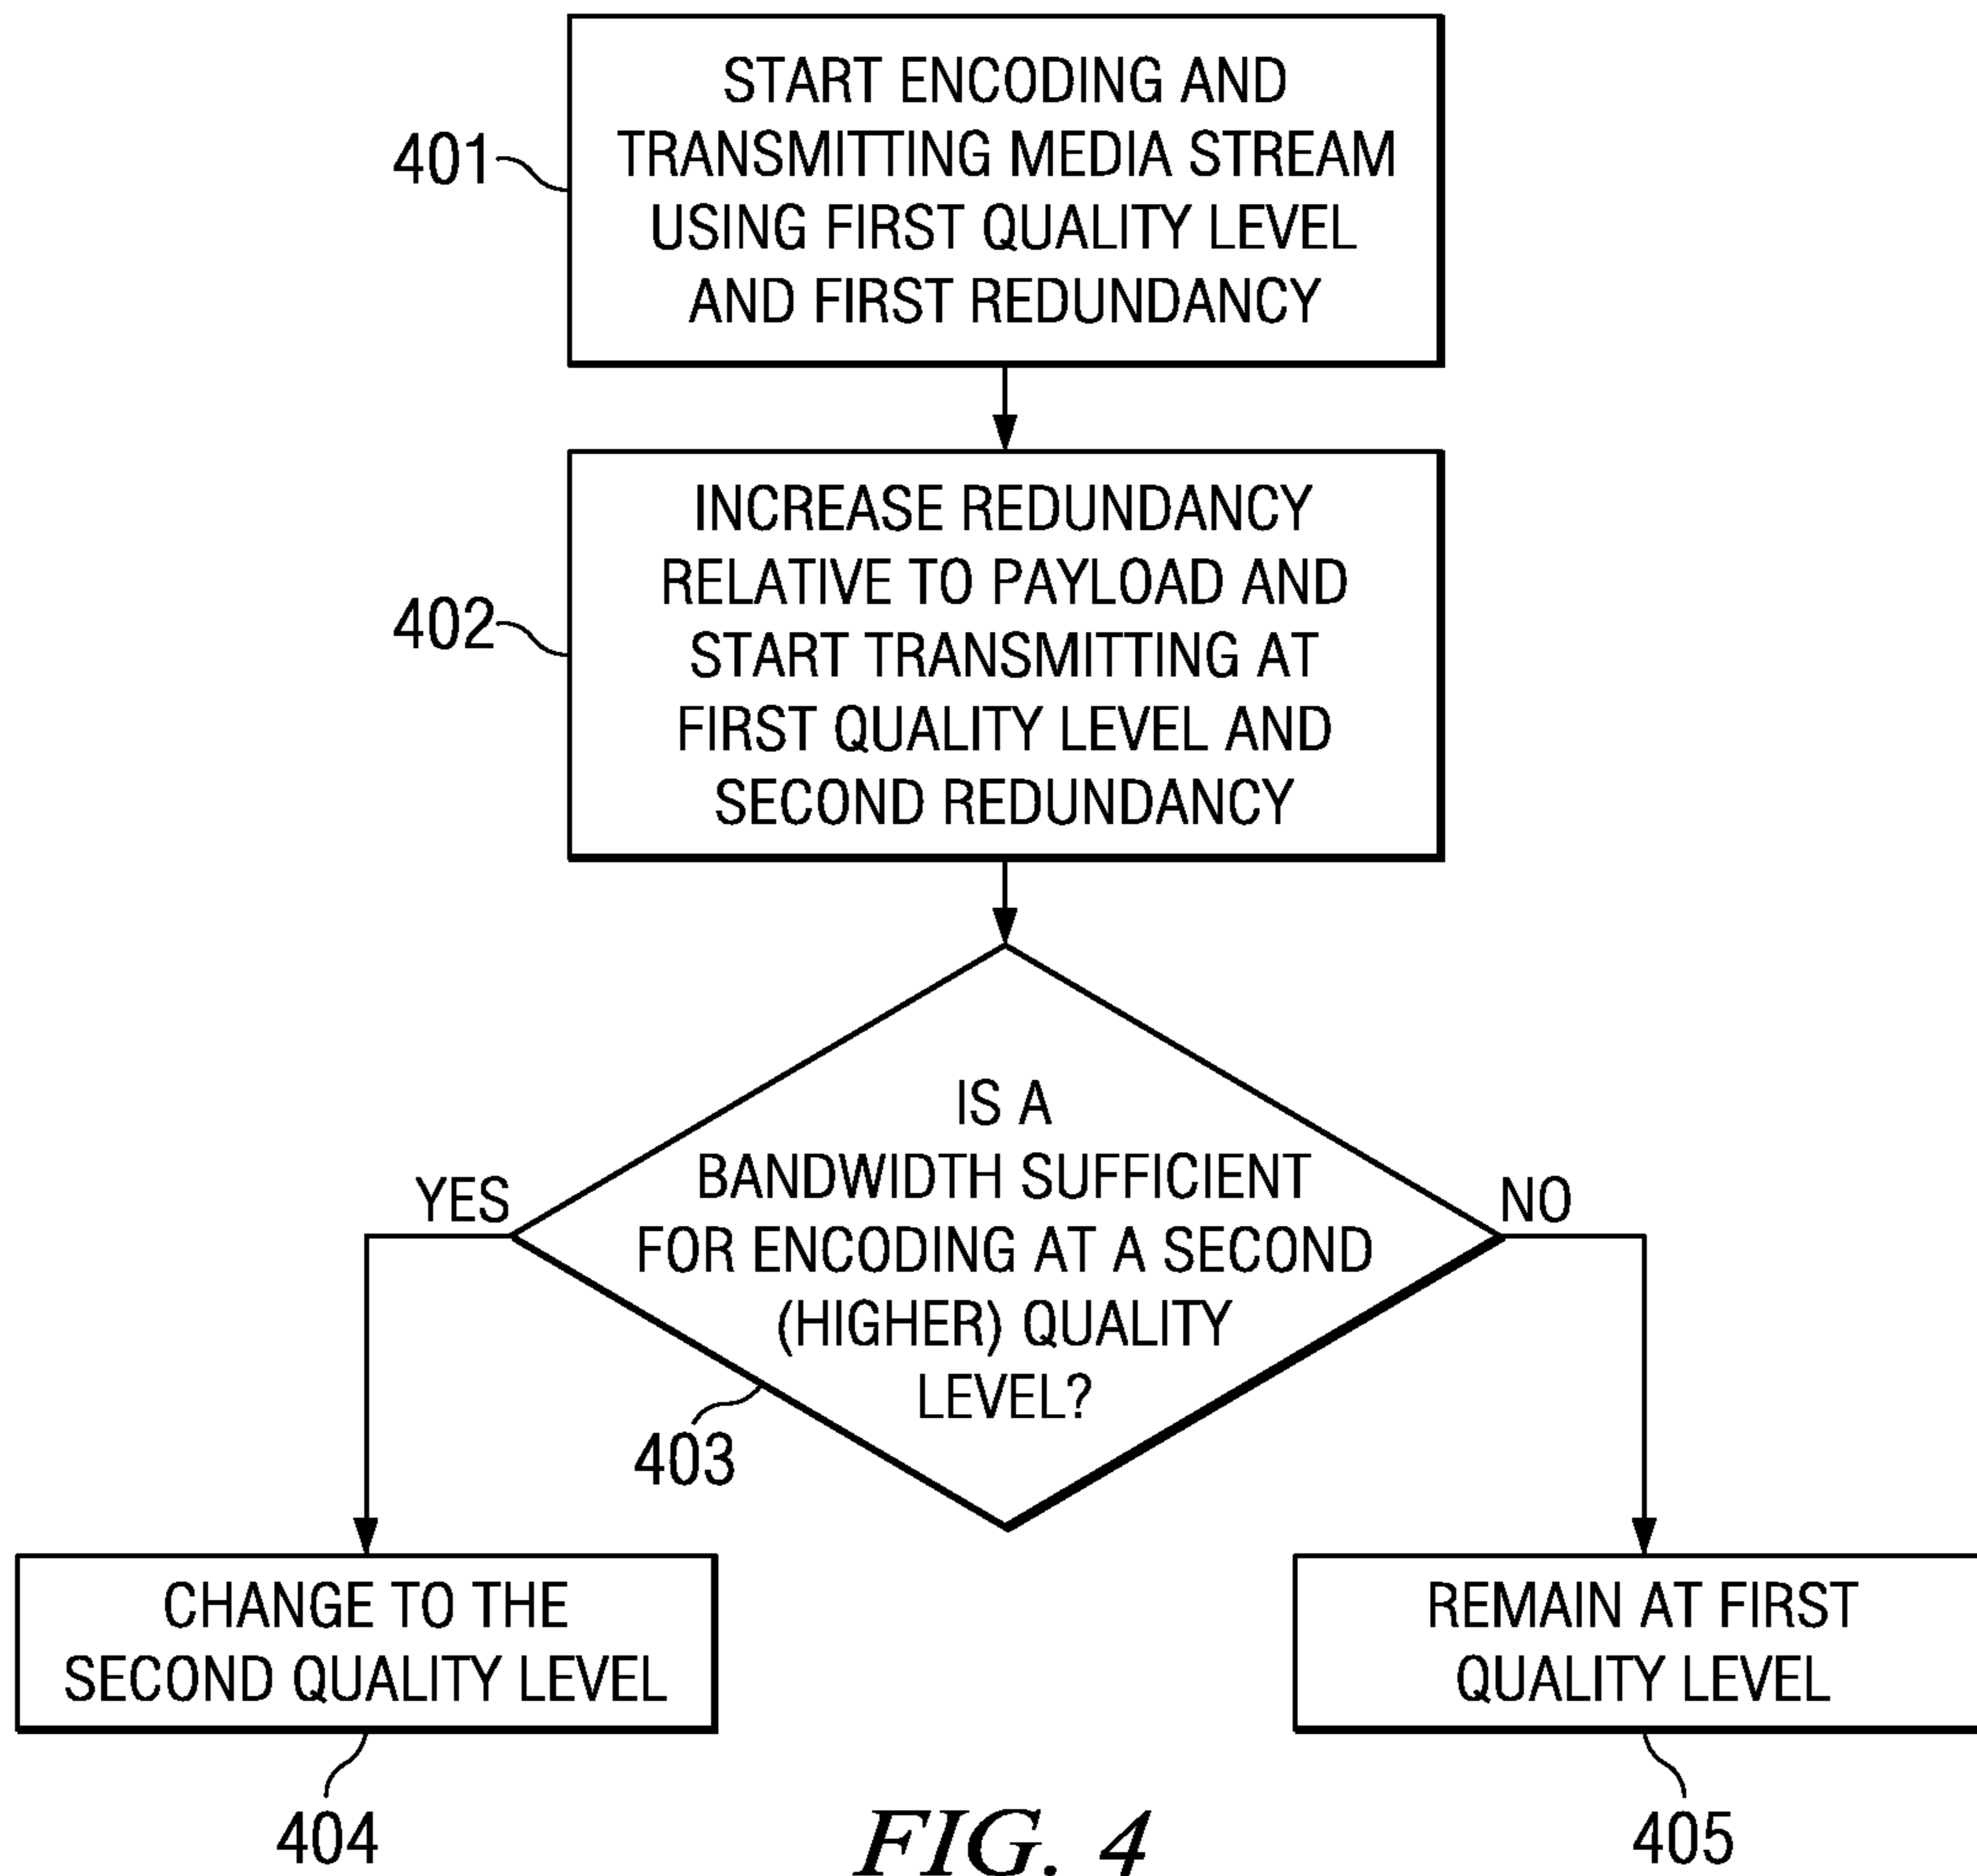 START ENCODING AND
TRANSMITTING MEDIA STREAM
USING FIRST QUALITY LEVEL
AND FIRST REDUNDANCY
401
INCREASE REDUNDANCY
RELATIVE TO PAYLOAD AND
START TRANSMITTING AT
FIRST QUALITY LEVEL AND
SECOND REDUNDANCY
402
IS A
BANDWIDTH SUFFICIENT
FOR ENCODING AT A SECOND
(HIGHER) QUALITY
LEVEL?
403
YES
NO
CHANGE TO THE
SECOND QUALITY LEVEL
404
REMAIN AT FIRST
QUALITY LEVEL
405
FIG. 4